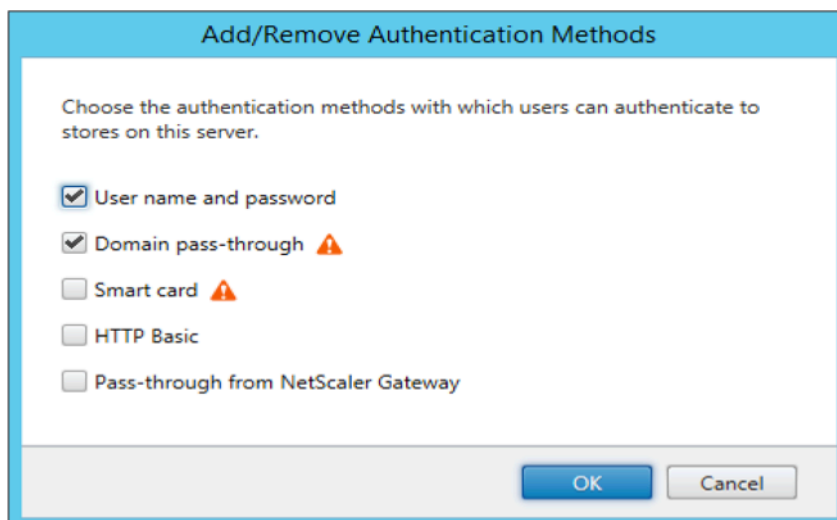 Add/Remove Authentication Methods
Choose the authentication methods with which users can authenticate to
stores on this server.
User name and password
Domain pass-through
Smart card
HTTP Basic
Pass-through from NetScaler Gateway
OK
Cancel